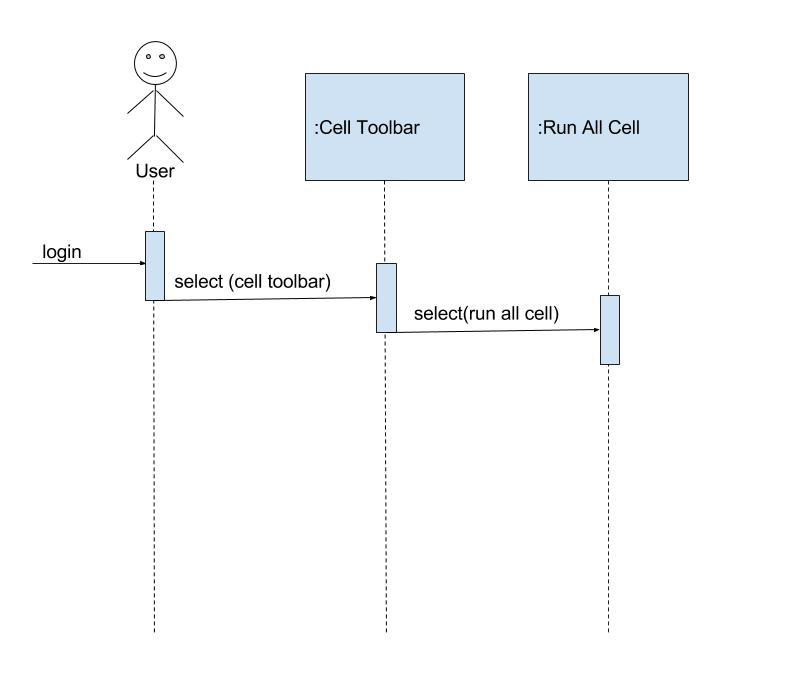 :Cell Toolbar
:Run All Cell
User
login
select (cell toolbar)
select(run all cell)